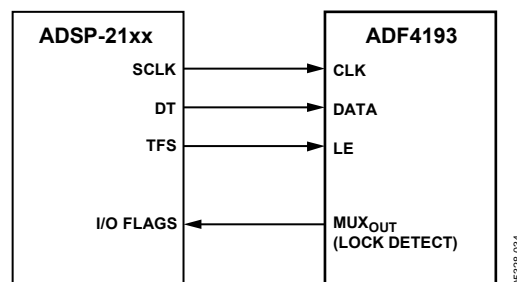 ADSP-21xx
SCLK
DT
TFS
I/O FLAGS
ADF4193
CLK
DATA
LE
MUXOUT
(LOCK DETECT)